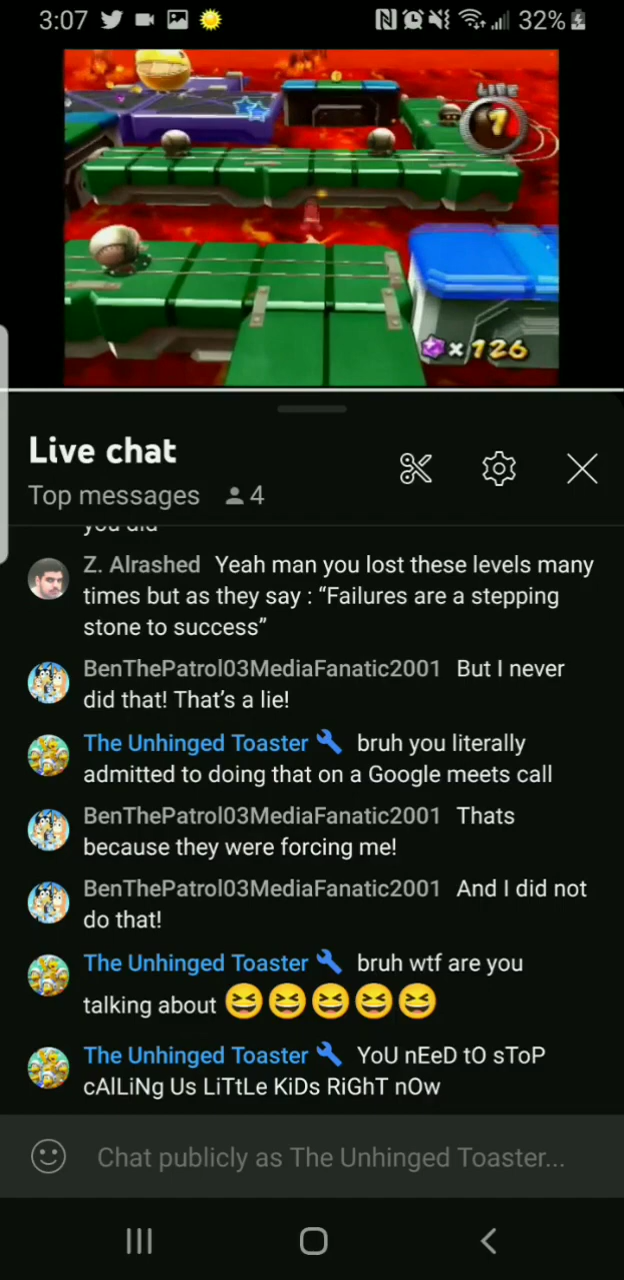 3:07
32%
LIFE
7
x126
Live chat
Top messages 4
you did
Z. Alrashed Yeah man you lost these levels many
times but as they say : “Failures are a stepping
stone to success”
BenThePatrol03MediaFanatic2001 But I never
did that! That’s a lie!
The Unhinged Toaster bruh you literally
admitted to doing that on a Google meets call
BenThePatrol03MediaFanatic2001 Thats
because they were forcing me!
BenThePatrol03MediaFanatic2001 And I did not
do that!
The Unhinged Toaster bruh wtf are you
talking about 😆😆😆😆😆
The Unhinged Toaster YoU nEeD tO sToP
cAlLiNg Us LiTtLe KiDs RiGhT nOw
Chat publicly as The Unhinged Toaster...